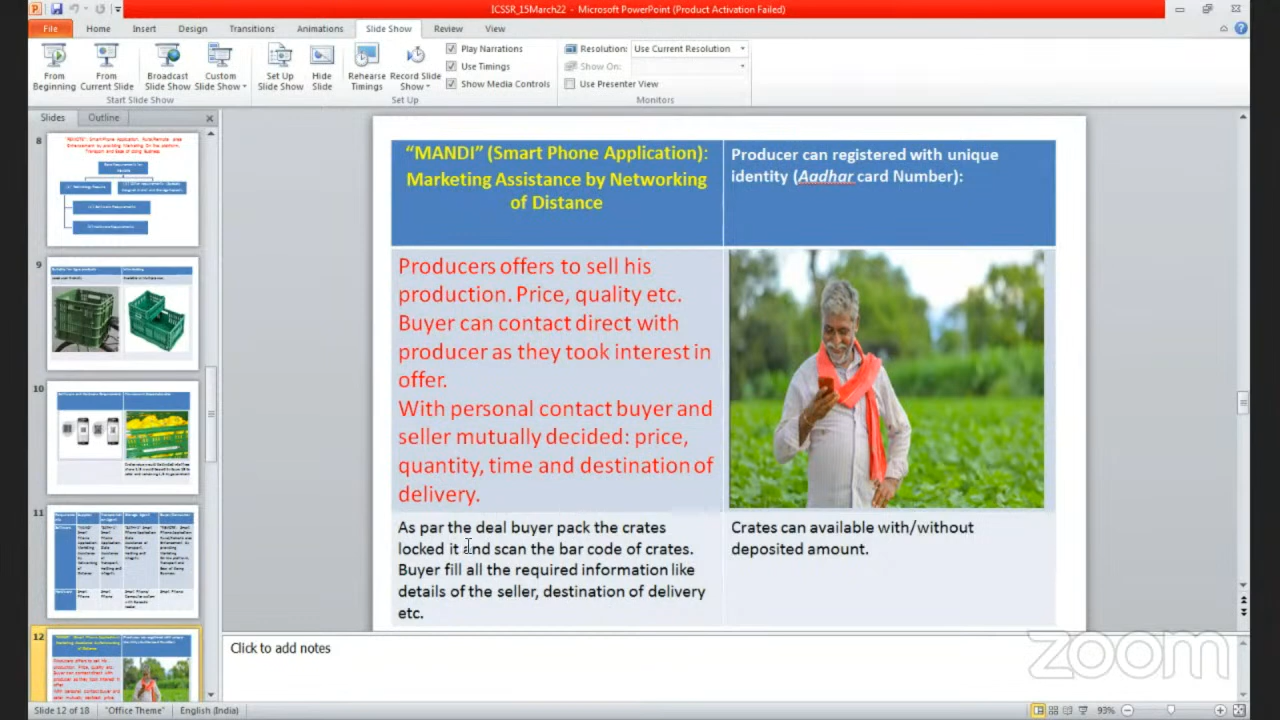 ICSSR_15March22 - Microsoft PowerPoint (Product Activation Failed)
File Home Insert Design Transitions Animations Slide Show Review View
From Beginning
From Current Slide
Broadcast Slide Show
Custom Slide Show
Set Up Slide Show
Hide Slide
Rehearse Timings
Record Slide Show
Play Narrations
Use Timings
Show Media Controls
Resolution: Use Current Resolution
Show On:
Use Presenter View
Start Slide Show
Set Up
Monitors
Slides Outline
8
9
10
11
12
“MANDI” (Smart Phone Application):
Marketing Assistance by Networking
of Distance
Producer can registered with unique
identity (Aadhar card Number):
Producers offers to sell his
production. Price, quality etc.
Buyer can contact direct with
producer as they took interest in
offer.
With personal contact buyer and
seller mutually decided: price,
quantity, time and destination of
delivery.
As par the deal buyer pick the crates
locked it and scan the bar code of crates.
Buyer fill all the required information like
details of the seller, destination of delivery
etc.
Crates can available with/without
deposited amount.
Click to add notes
zoom
Slide 12 of 18 "Office Theme" English (India) 93%